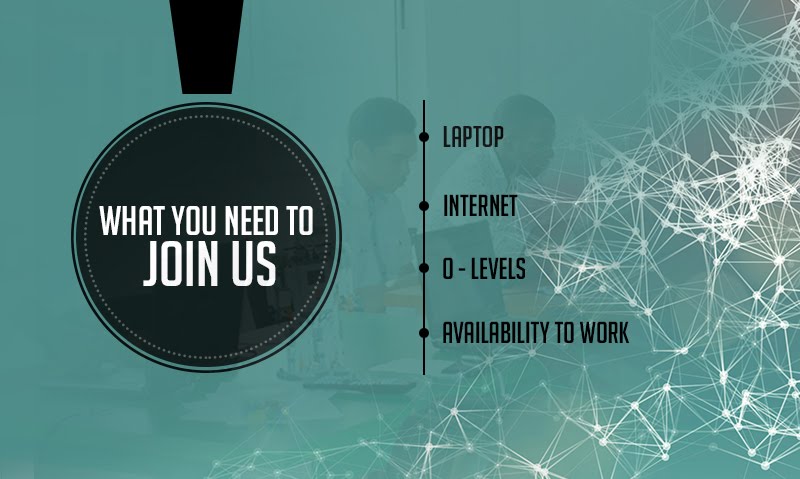 WHAT YOU NEED TO
JOIN US
LAPTOP
INTERNET
O - LEVELS
AVAILABILITY TO WORK